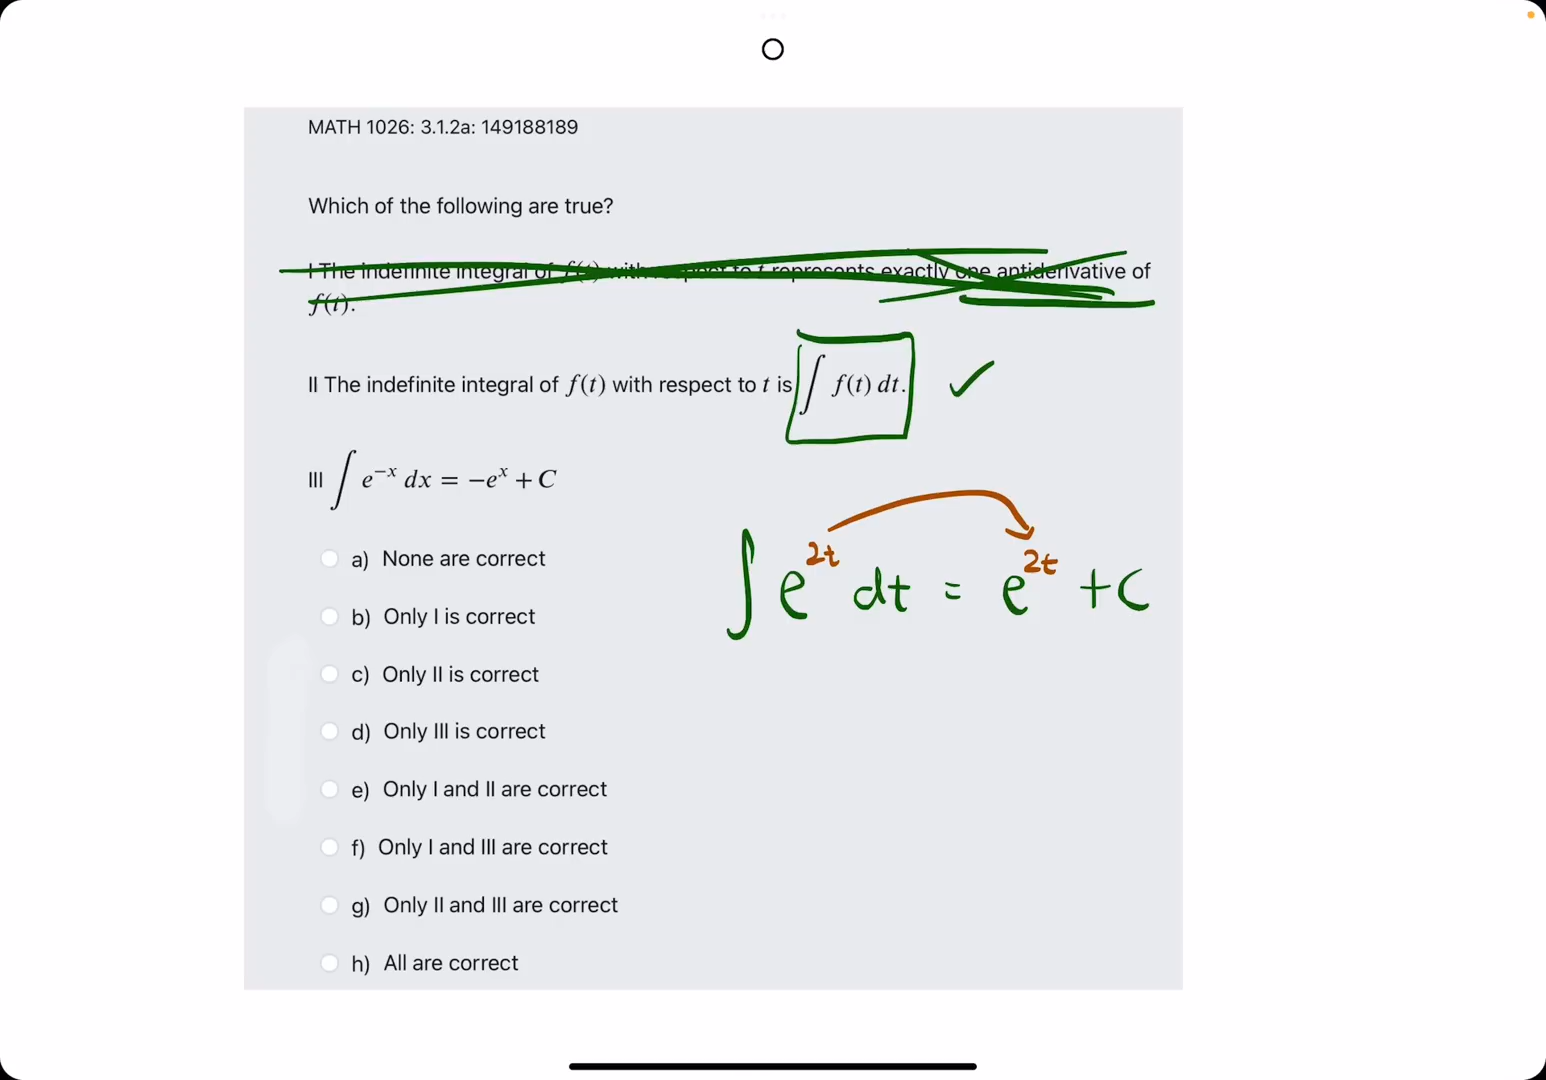 MATH 1026: 3.1.2a: 149188189
Which of the following are true?
I The indefinite integral of f(t) with respect to t represents exactly one antiderivative of
f(t).
II The indefinite integral of f(t) with respect to t is ∫ f(t) dt. ✓
III ∫ e^{-x} dx = −e^x + C
∫ e^{2t} dt = e^{2t} + C
a) None are correct
b) Only I is correct
c) Only II is correct
d) Only III is correct
e) Only I and II are correct
f) Only I and III are correct
g) Only II and III are correct
h) All are correct